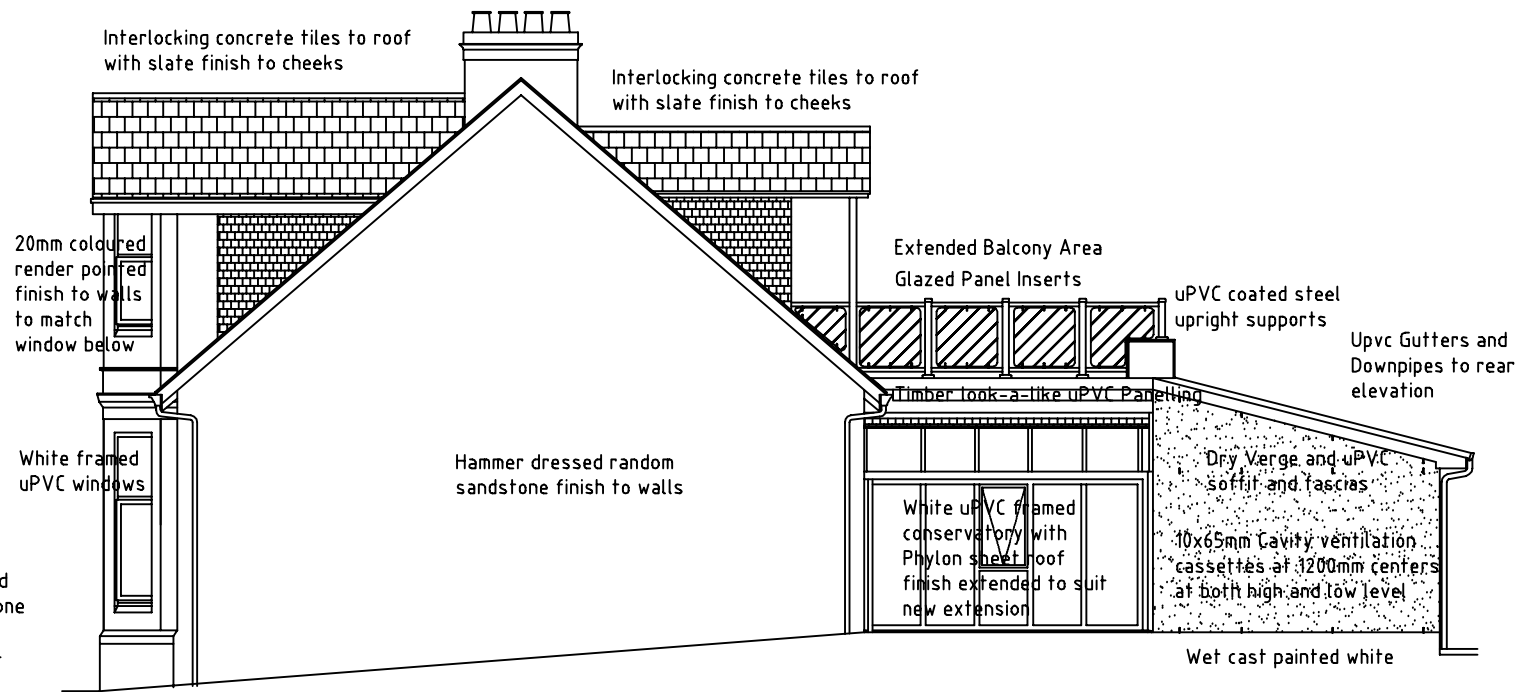 Interlocking concrete tiles to roof
with slate finish to cheeks
Interlocking concrete tiles to roof
with slate finish to cheeks
20mm coloured
render pointed
finish to walls
to match
window below
Extended Balcony Area
Glazed Panel Inserts
uPVC coated steel
upright supports
Upvc Gutters and
Downpipes to rear
elevation
Timber look-a-like uPVC Panelling
White framed
uPVC windows
Hammer dressed random
sandstone finish to walls
Dry Verge and uPVC
soffit and fascias
White uPVC framed
conservatory with
Phylon sheet roof
finish extended to suit
new extension
10x65mm Cavity ventilation
cassettes at 1200mm centers
at both high and low level
Wet cast painted white